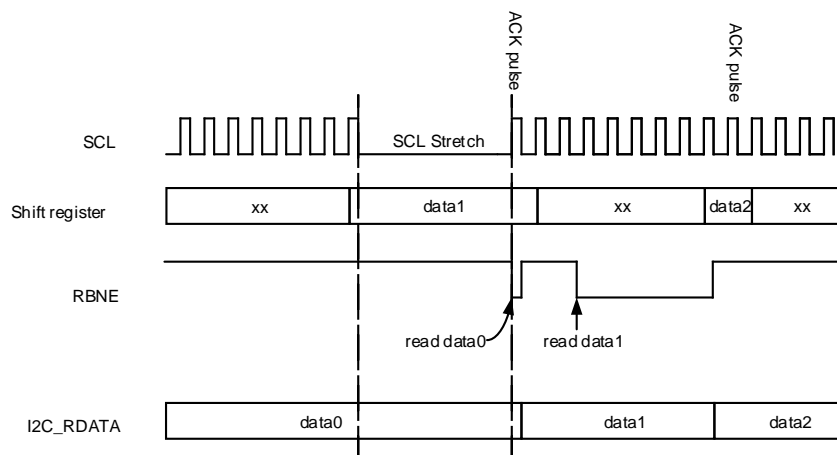 ACK pulse
ACK pulse
SCL
SCL Stretch
Shift register
xx
data1
xx
data2
xx
RBNE
read data0
read data1
I2C_RDATA
data0
data1
data2